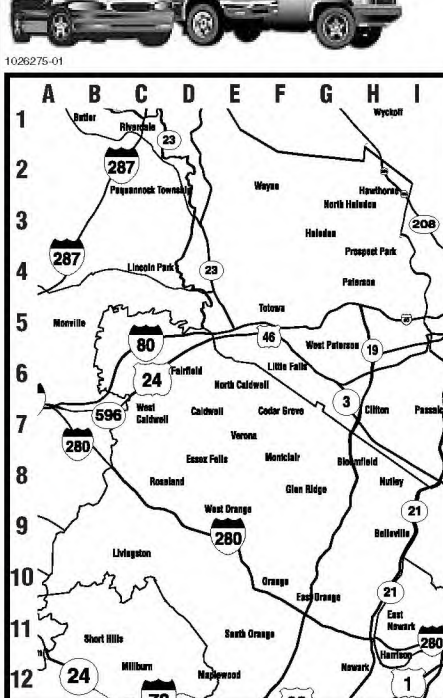 1026275-01
A B C D E F G H I
1
Butler
Riverdale
Wyckoff
23
2
287
Pequannock Township
Wayne
Hawthorne
North Haledon
3
208
Haledon
287
Prospect Park
4
Lincoln Park
23
Paterson
Totowa
5
Monville
80
46
West Paterson
19
6
24
Fairfield
Little Falls
North Caldwell
3
596
West
Caldwell
Caldwell
Cedar Grove
Clifton
Passai
7
280
Verona
Essex Fells
Montclair
Bloomfield
8
Roseland
Glen Ridge
Nutley
West Orange
21
9
280
Belleville
Livingston
10
Orange
East Orange
21
East
Newark
11
Short Hills
South Orange
280
Harrison
Millburn
Newark
12
24
Maplewood
1